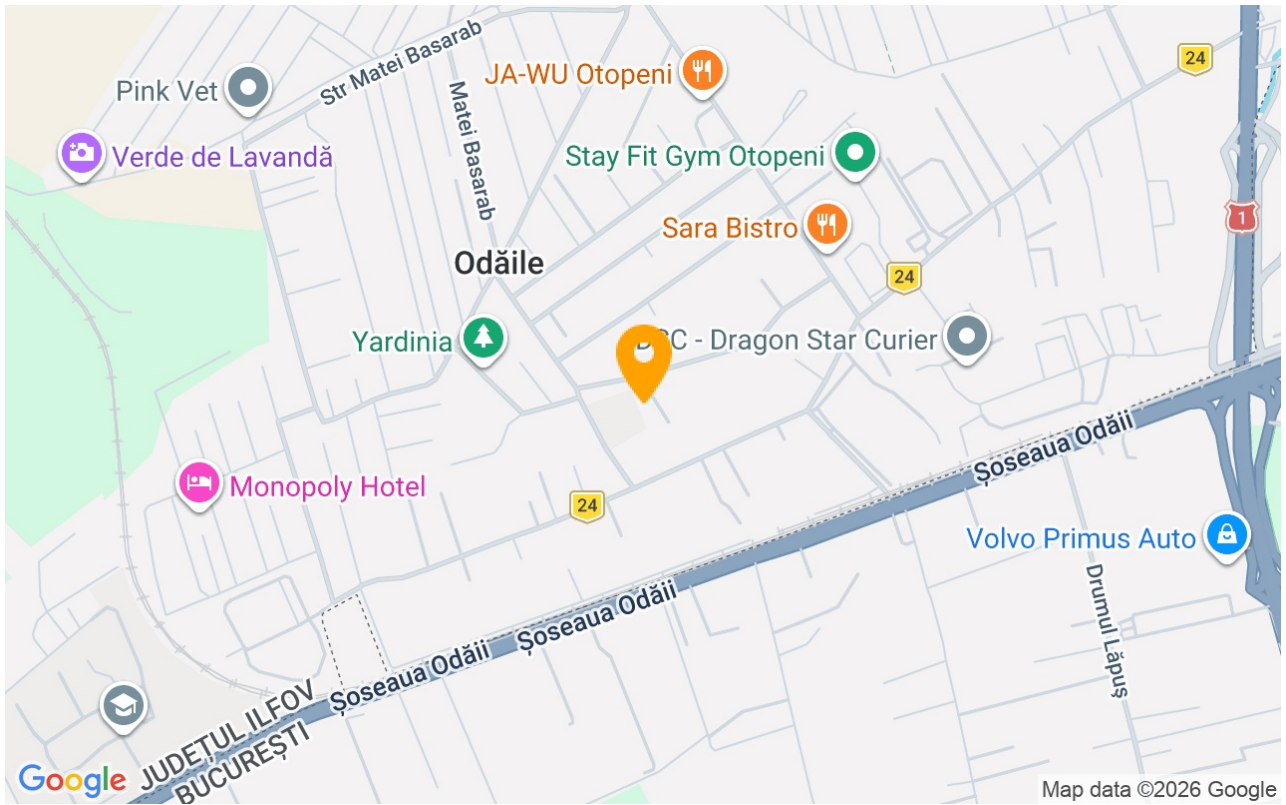 24
JA-WU Otopeni
Str Matei Basarab
Pink Vet
Matei Basarab
Verde de Lavandă
Stay Fit Gym Otopeni
1
Sara Bistro
Odăile
24
Yardinia
DSC - Dragon Star Curier
Șoseaua Odăii
Monopoly Hotel
24
Volvo Primus Auto
Drumul Lăpuș
Șoseaua Odăii
Șoseaua Odăii
JUDEȚUL ILFOV
BUCUREȘTI
Google
Map data ©2026 Google